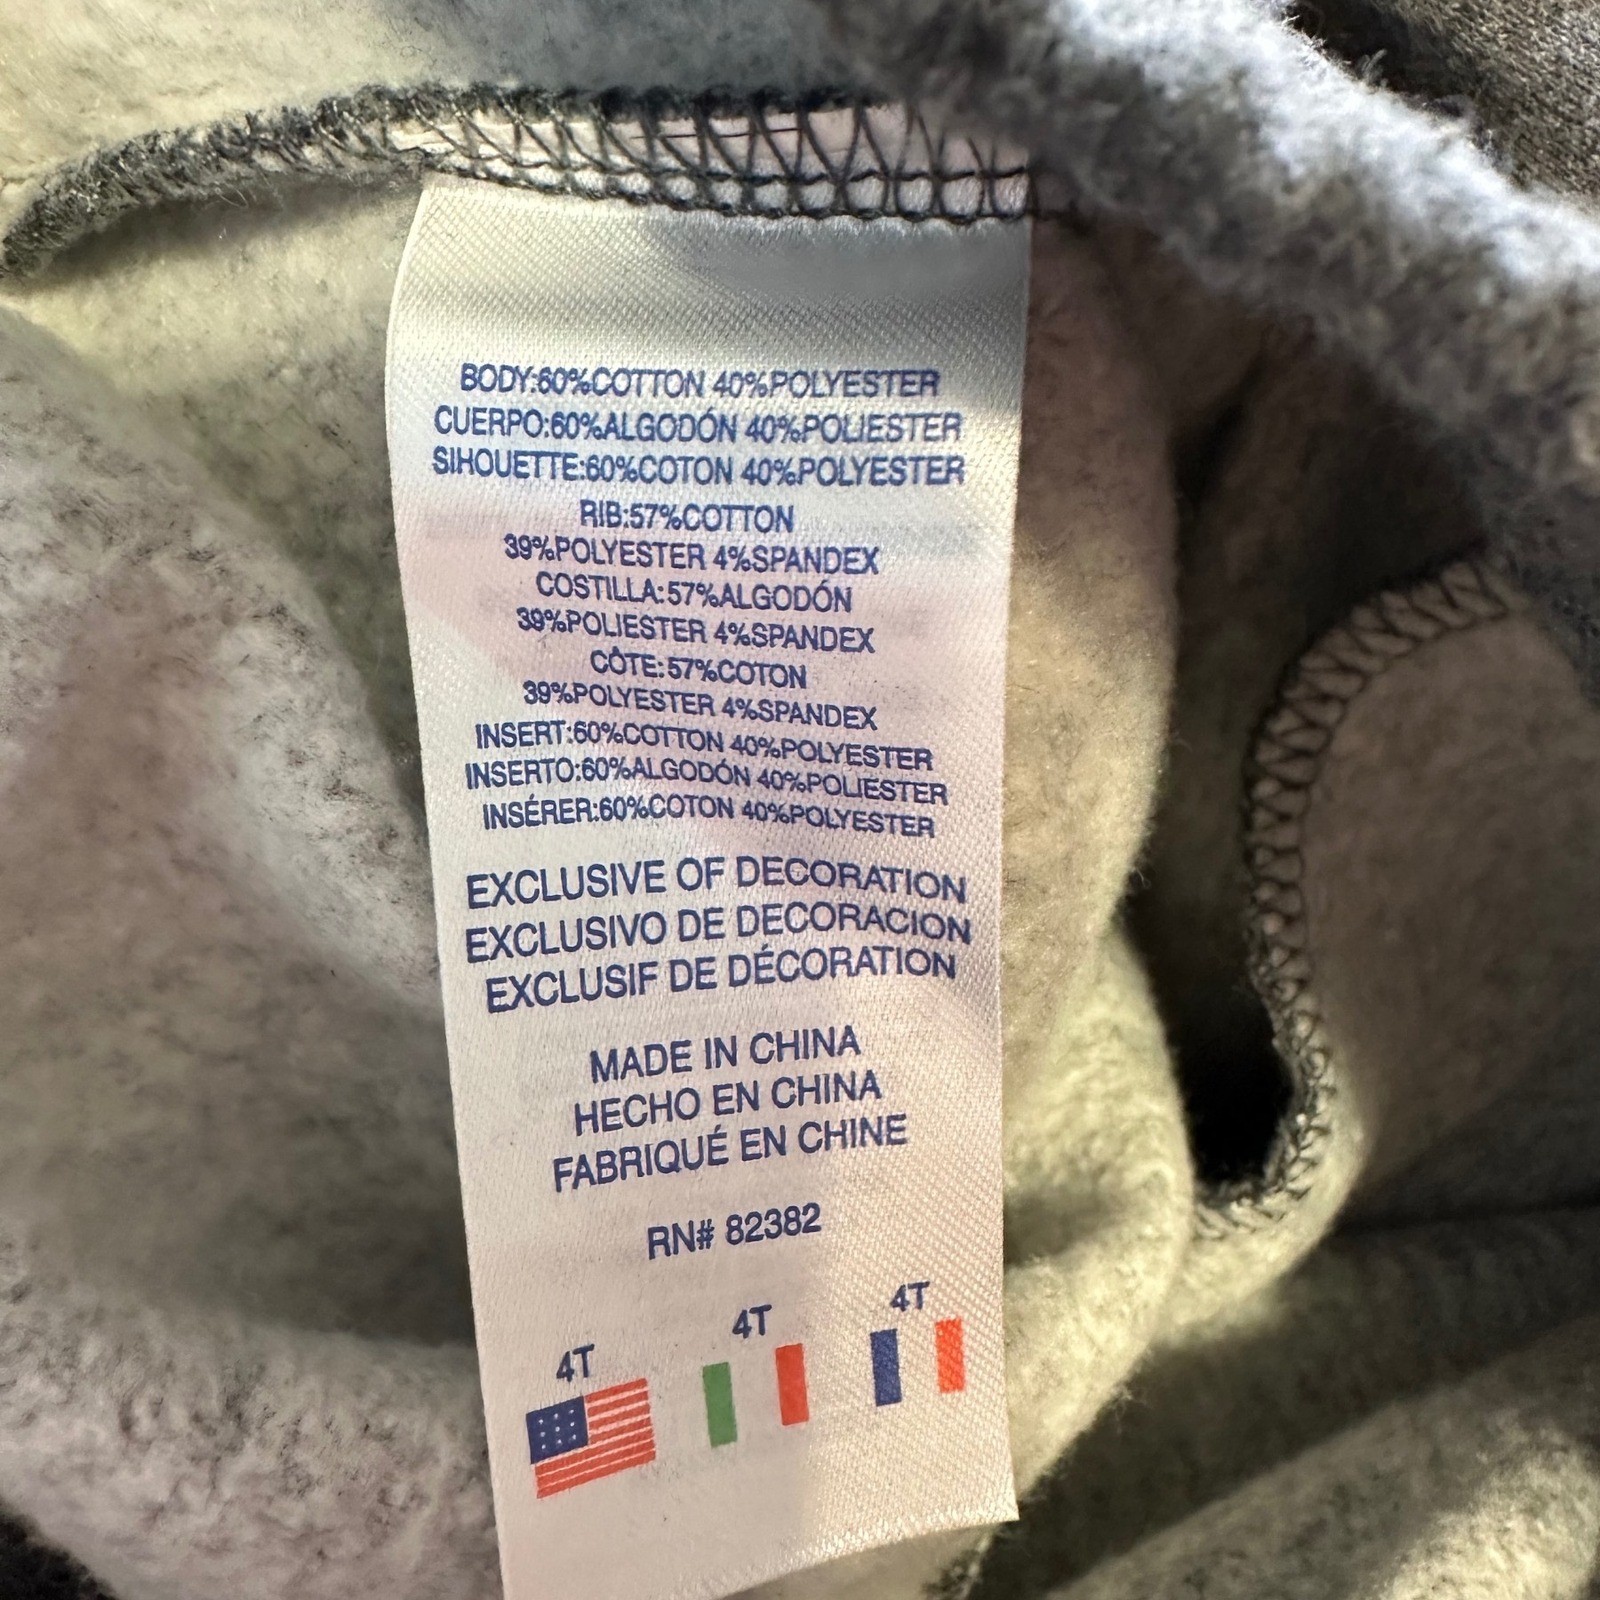 BODY:60%COTTON 40%POLYESTER
CUERPO:60%ALGODÓN 40%POLIESTER
SIHOUETTE:60%COTON 40%POLYESTER
RIB:57%COTTON
39%POLYESTER 4%SPANDEX
COSTILLA:57%ALGODÓN
39%POLIESTER 4%SPANDEX
CÔTE:57%COTON
39%POLYESTER 4%SPANDEX
INSERT:60%COTTON 40%POLYESTER
INSERTO:60%ALGODÓN 40%POLIESTER
INSÉRER:60%COTON 40%POLYESTER
EXCLUSIVE OF DECORATION
EXCLUSIVO DE DECORACION
EXCLUSIF DE DÉCORATION
MADE IN CHINA
HECHO EN CHINA
FABRIQUÉ EN CHINE
RN# 82382
4T 4T 4T